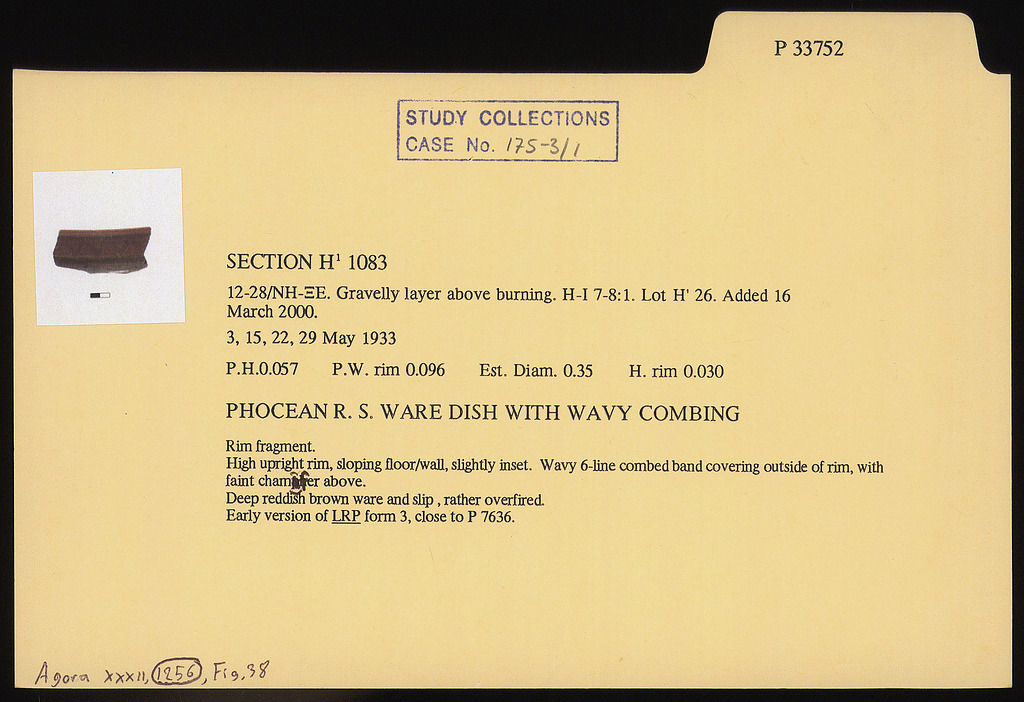 P 33752
STUDY COLLECTIONS
CASE No. 175-3/1
SECTION H¹ 1083
12-28/ΝΗ-ΞΕ. Gravelly layer above burning. H-I 7-8:1. Lot H' 26. Added 16
March 2000.
3, 15, 22, 29 May 1933
P.H.0.057 P.W. rim 0.096 Est. Diam. 0.35 H. rim 0.030
PHOCEAN R. S. WARE DISH WITH WAVY COMBING
Rim fragment.
High upright rim, sloping floor/wall, slightly inset. Wavy 6-line combed band covering outside of rim, with
faint chamfer above.
Deep reddish brown ware and slip , rather overfired.
Early version of LRP form 3, close to P 7636.
Agora XXXII, 1256, Fig. 38